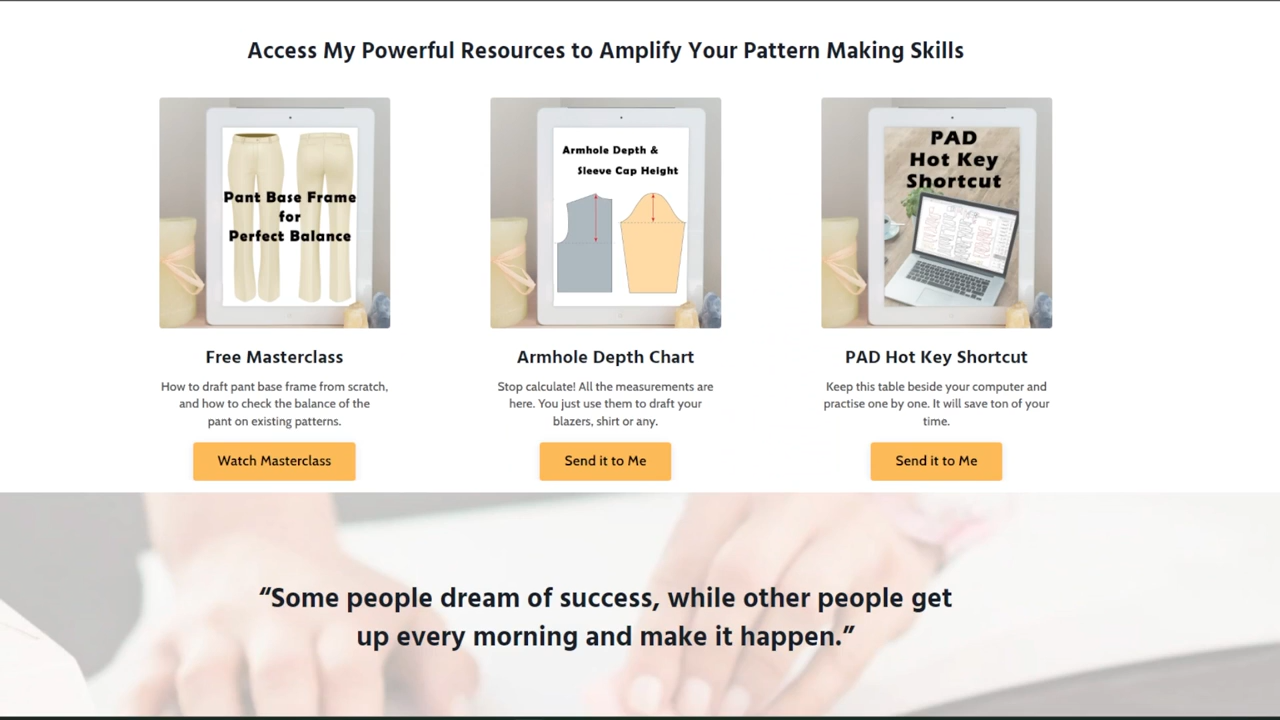 Access My Powerful Resources to Amplify Your Pattern Making Skills
Pant Base Frame
for
Perfect Balance
Armhole Depth &
Sleeve Cap Height
PAD
Hot Key
Shortcut
Free Masterclass
How to draft pant base frame from scratch,
and how to check the balance of the
pant on existing patterns.
Watch Masterclass
Armhole Depth Chart
Stop calculate! All the measurements are
here. You just use them to draft your
blazers, shirt or any.
Send it to Me
PAD Hot Key Shortcut
Keep this table beside your computer and
practise one by one. It will save ton of your
time.
Send it to Me
“Some people dream of success, while other people get
up every morning and make it happen.”